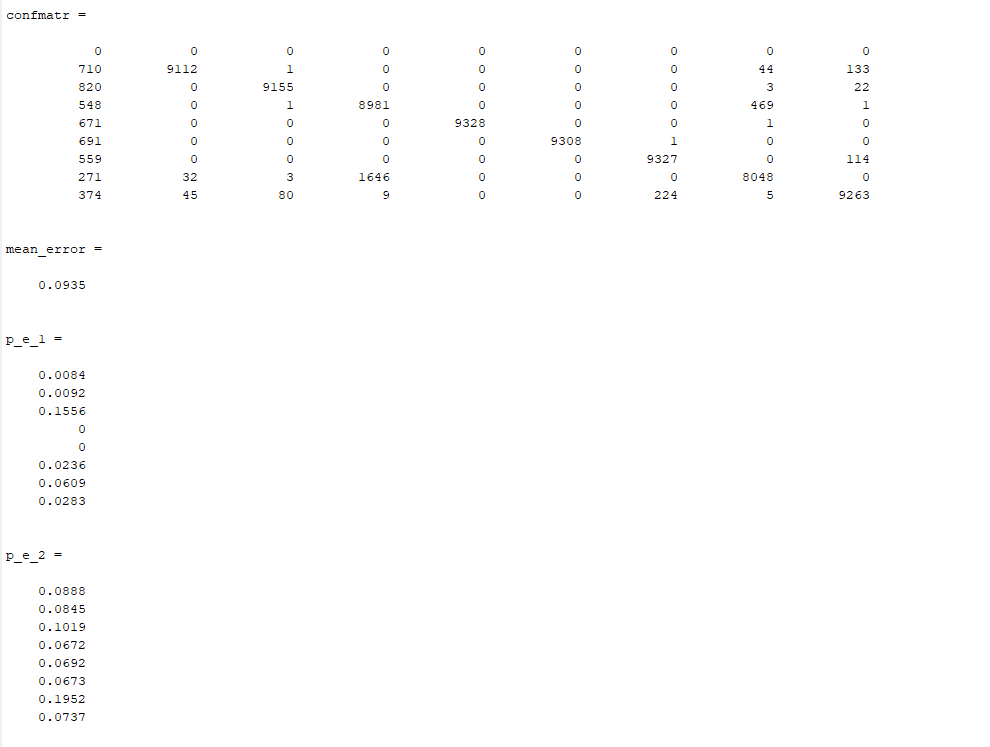 confmatr =
0 0 0 0 0 0 0 0 0
710 9112 1 0 0 0 0 44 133
820 0 9155 0 0 0 0 3 22
548 0 1 8981 0 0 0 469 1
671 0 0 0 9328 0 0 1 0
691 0 0 0 0 9308 1 0 0
559 0 0 0 0 0 9327 0 114
271 32 3 1646 0 0 0 8048 0
374 45 80 9 0 0 224 5 9263
mean_error =
0.0935
p_e_1 =
0.0084
0.0092
0.1556
0
0
0.0236
0.0609
0.0283
p_e_2 =
0.0888
0.0845
0.1019
0.0672
0.0692
0.0673
0.1952
0.0737